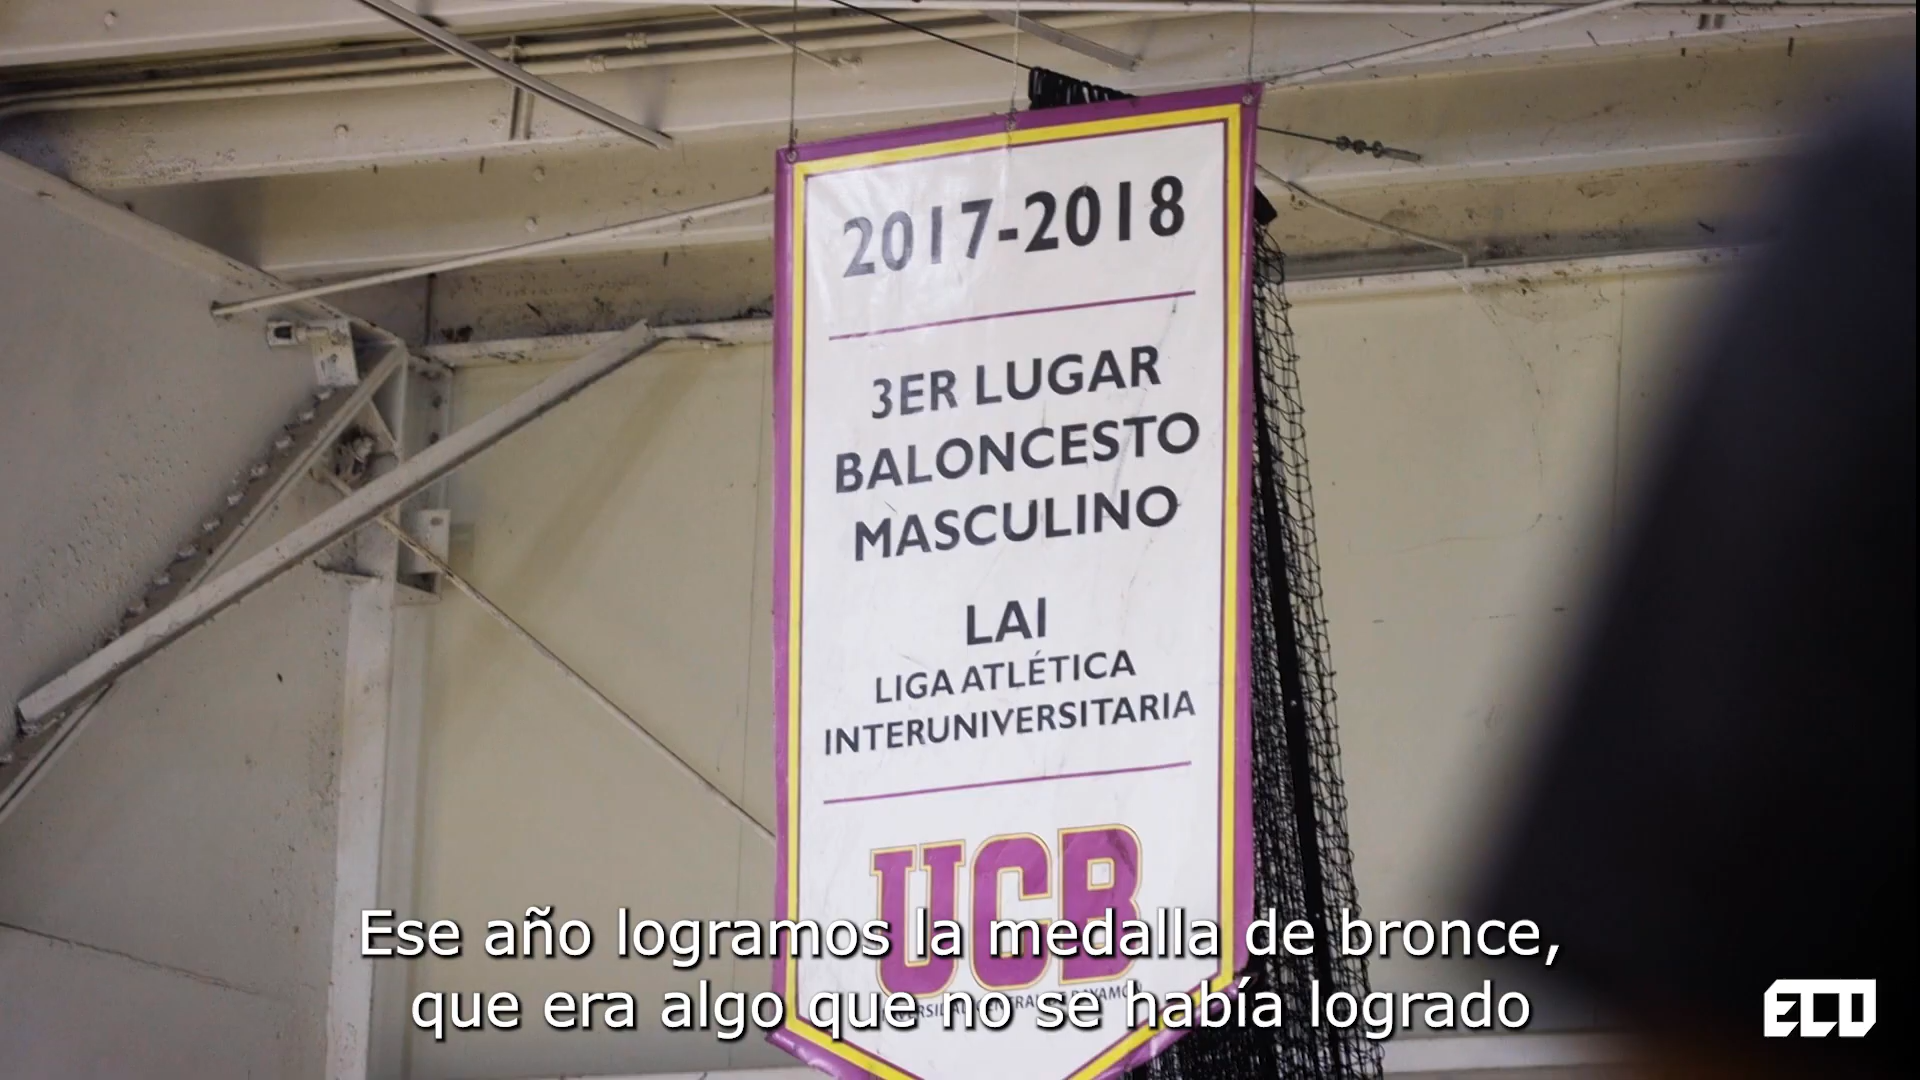 2017-2018
3ER LUGAR
BALONCESTO
MASCULINO
LAI
LIGA ATLÉTICA
INTERUNIVERSITARIA
UCB
Ese año logramos la medalla de bronce,
que era algo que no se había logrado
ECO